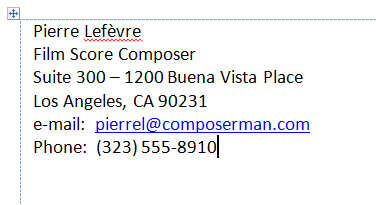 Pierre Lefèvre
Film Score Composer
Suite 300 – 1200 Buena Vista Place
Los Angeles, CA 90231
e-mail:  pierrel@composerman.com
Phone:  (323) 555-8910